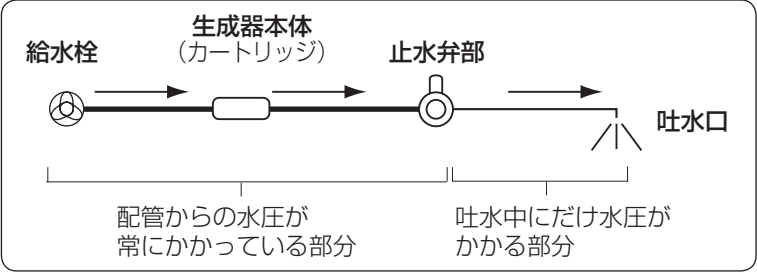 生成器本体
(カートリッジ)
給水栓
止水弁部
吐水口
配管からの水圧が
常にかかっている部分
吐水中にだけ水圧が
かかる部分